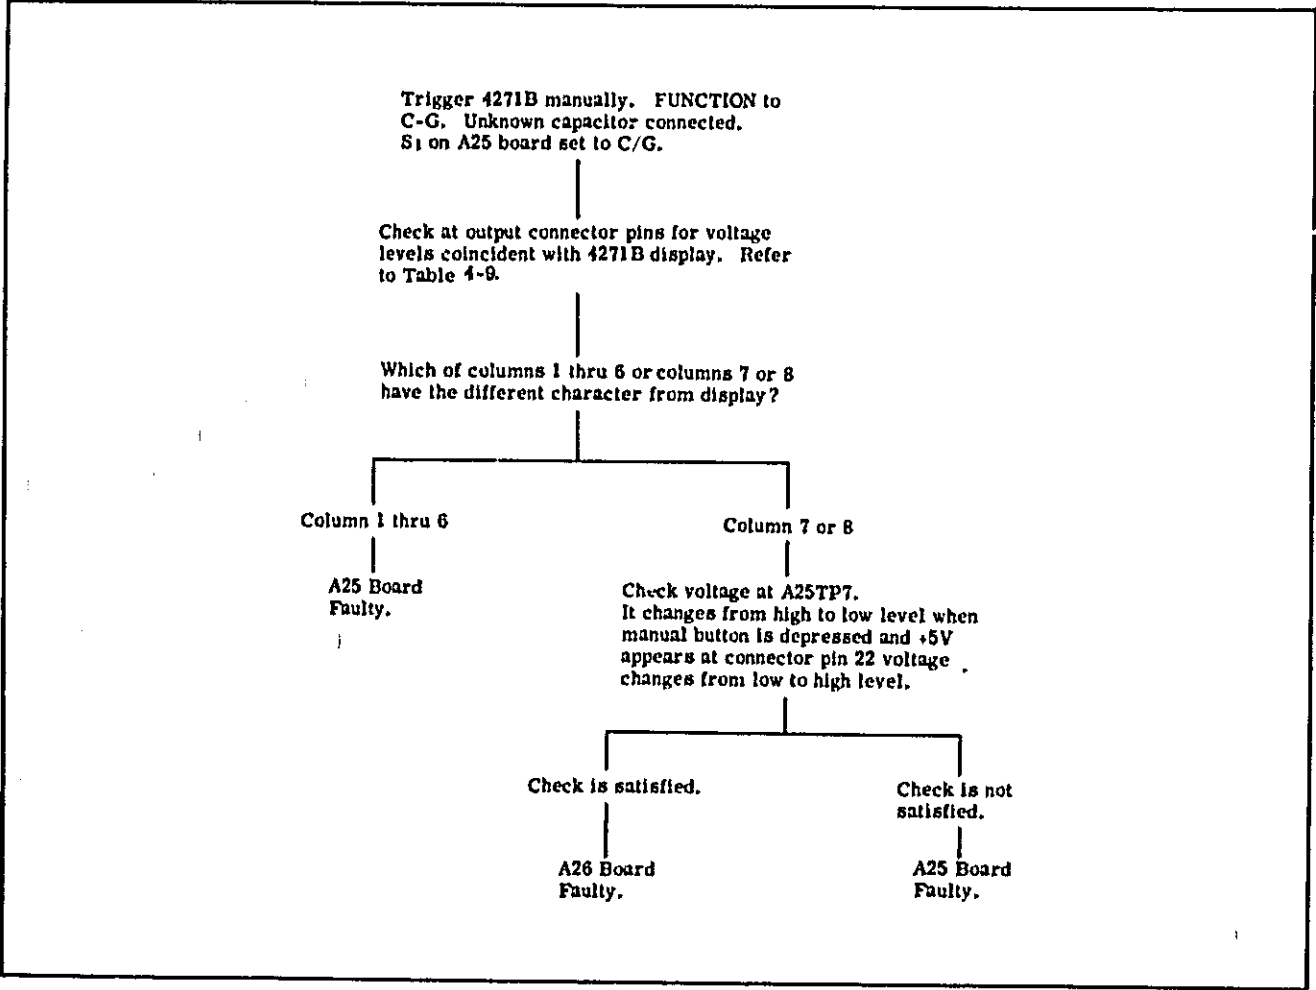 Trigger 4271B manually. FUNCTION to
C-G. Unknown capacitor connected.
S1 on A25 board set to C/G.
Check at output connector pins for voltage
levels coincident with 4271B display. Refer
to Table 4-9.
Which of columns 1 thru 6 or columns 7 or 8
have the different character from display?
Column 1 thru 6
Column 7 or 8
A25 Board
Faulty.
Check voltage at A25TP7.
It changes from high to low level when
manual button is depressed and +5V
appears at connector pin 22 voltage
changes from low to high level.
Check is satisfied.
Check is not
satisfied.
A26 Board
Faulty.
A25 Board
Faulty.